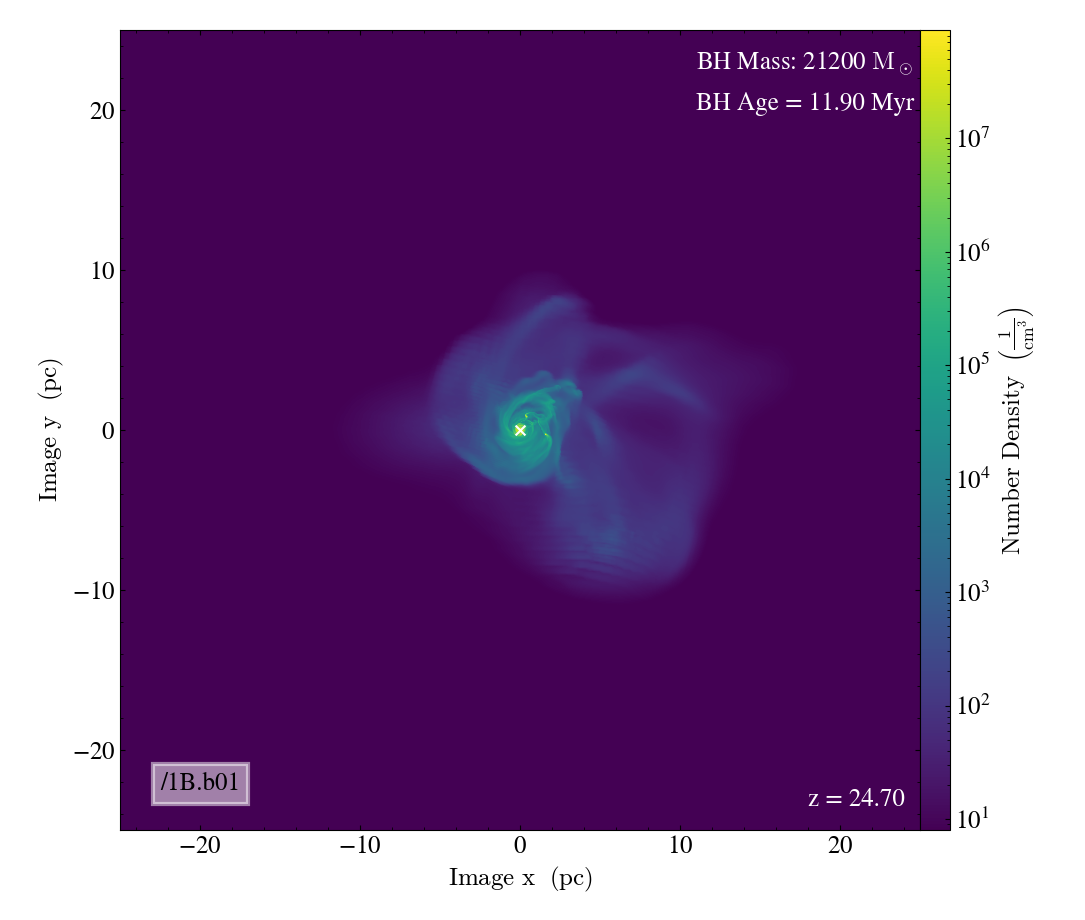 BH Mass: 21200 M⊙
BH Age = 11.90 Myr
20
10
0
−10
−20
Image y (pc)
/1B.b01
z = 24.70
−20 −10 0 10 20
Image x (pc)
10⁷
10⁶
10⁵
10⁴
10³
10²
10¹
Number Density (1/cm³)